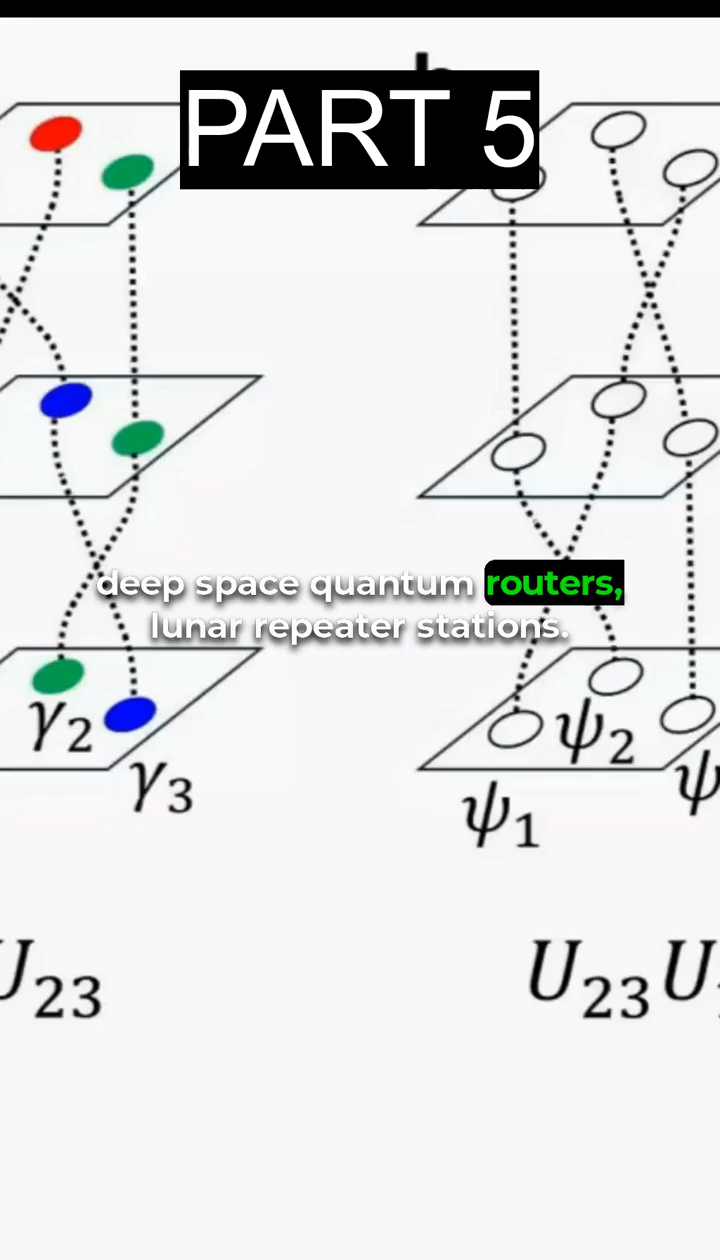 PART 5
deep space quantum routers,
lunar repeater stations.
γ₂
γ₃
ψ₂
ψ
ψ₁
U₂₃
U₂₃U